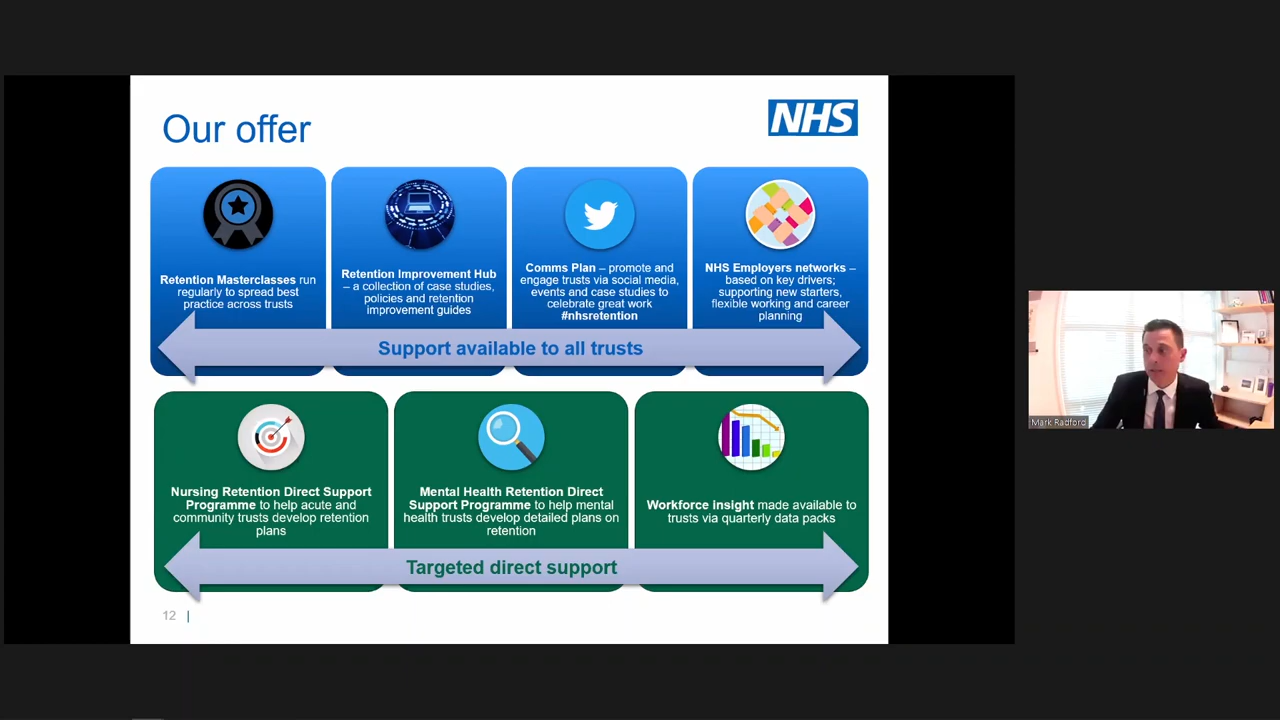 Our offer
NHS
Retention Masterclasses run
regularly to spread best
practice across trusts
Retention Improvement Hub
– a collection of case studies,
policies and retention
improvement guides
Comms Plan – promote and
engage trusts via social media,
events and case studies to
celebrate great work
#nhsretention
NHS Employers networks –
based on key drivers;
supporting new starters,
flexible working and career
planning
Support available to all trusts
Nursing Retention Direct Support
Programme to help acute and
community trusts develop retention
plans
Mental Health Retention Direct
Support Programme to help mental
health trusts develop detailed plans on
retention
Workforce insight made available to
trusts via quarterly data packs
Targeted direct support
12 |
Mark Radford